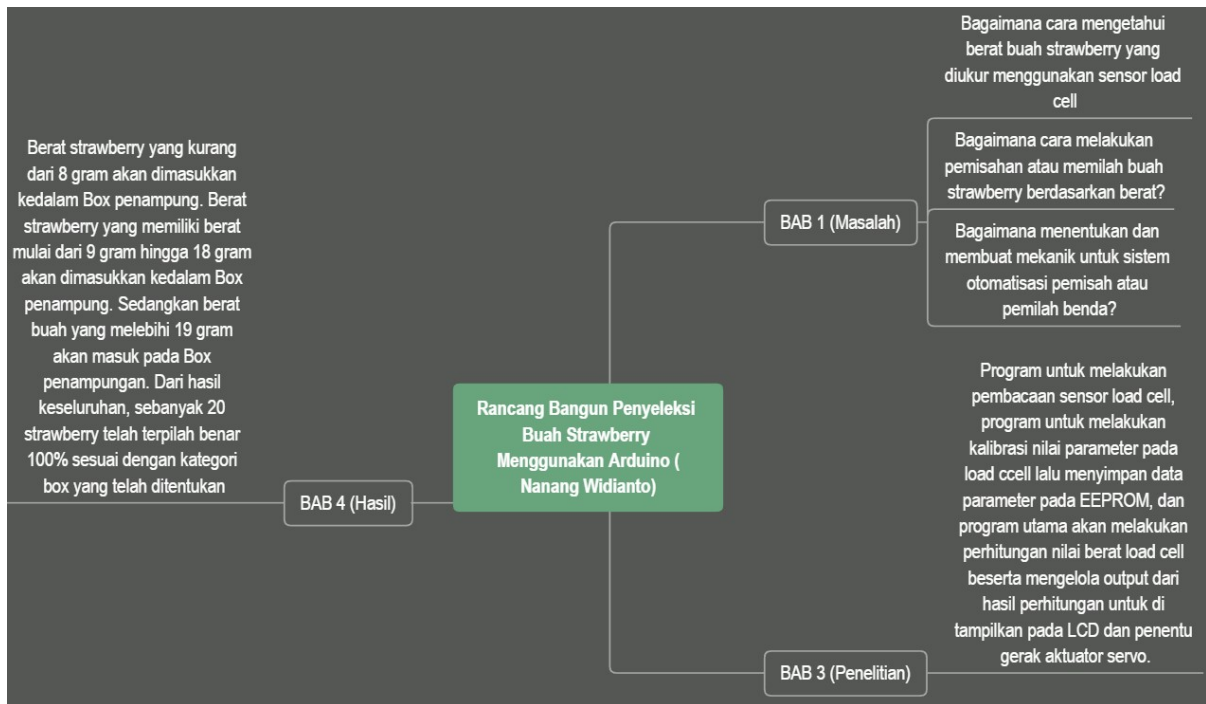 Rancang Bangun Penyeleksi
Buah Strawberry
Menggunakan Arduino (
Nanang Widianto)
BAB 1 (Masalah)
Bagaimana cara mengetahui
berat buah strawberry yang
diukur menggunakan sensor load
cell
Bagaimana cara melakukan
pemisahan atau memilah buah
strawberry berdasarkan berat?
Bagaimana menentukan dan
membuat mekanik untuk sistem
otomatisasi pemisah atau
pemilah benda?
BAB 3 (Penelitian)
Program untuk melakukan
pembacaan sensor load cell,
program untuk melakukan
kalibrasi nilai parameter pada
load ccell lalu menyimpan data
parameter pada EEPROM, dan
program utama akan melakukan
perhitungan nilai berat load cell
beserta mengelola output dari
hasil perhitungan untuk di
tampilkan pada LCD dan penentu
gerak aktuator servo.
BAB 4 (Hasil)
Berat strawberry yang kurang
dari 8 gram akan dimasukkan
kedalam Box penampung. Berat
strawberry yang memiliki berat
mulai dari 9 gram hingga 18 gram
akan dimasukkan kedalam Box
penampung. Sedangkan berat
buah yang melebihi 19 gram
akan masuk pada Box
penampungan. Dari hasil
keseluruhan, sebanyak 20
strawberry telah terpilah benar
100% sesuai dengan kategori
box yang telah ditentukan